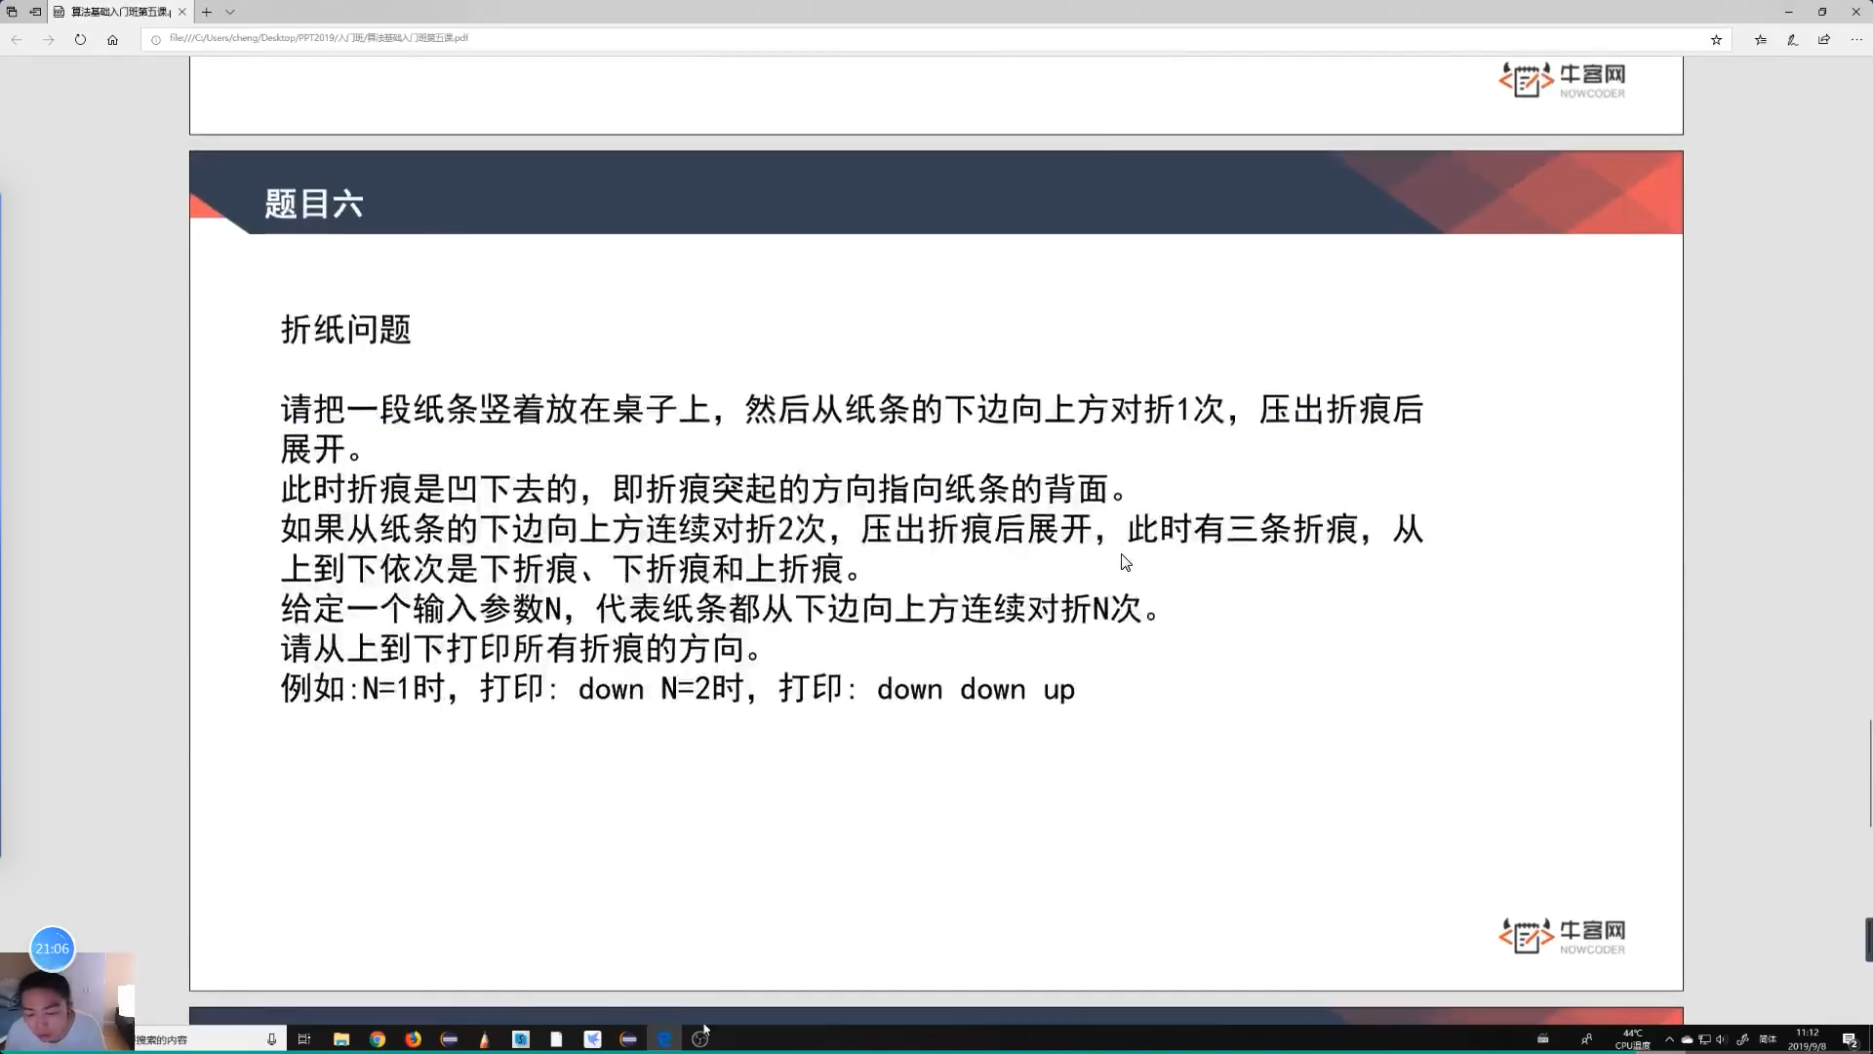 算法基础入门班第五课.p
file:///C:/Users/cheng/Desktop/PPT2019/入门班/算法基础入门班第五课.pdf
牛客网
NOWCODER
题目六
折纸问题
请把一段纸条竖着放在桌子上，然后从纸条的下边向上方对折1次，压出折痕后
展开。
此时折痕是凹下去的，即折痕突起的方向指向纸条的背面。
如果从纸条的下边向上方连续对折2次，压出折痕后展开，此时有三条折痕，从
上到下依次是下折痕、下折痕和上折痕。
给定一个输入参数N，代表纸条都从下边向上方连续对折N次。
请从上到下打印所有折痕的方向。
例如:N=1时，打印: down N=2时，打印: down down up
牛客网
NOWCODER
21:06
搜索的内容
44℃
CPU温度
简体
11:12
2019/9/8
2